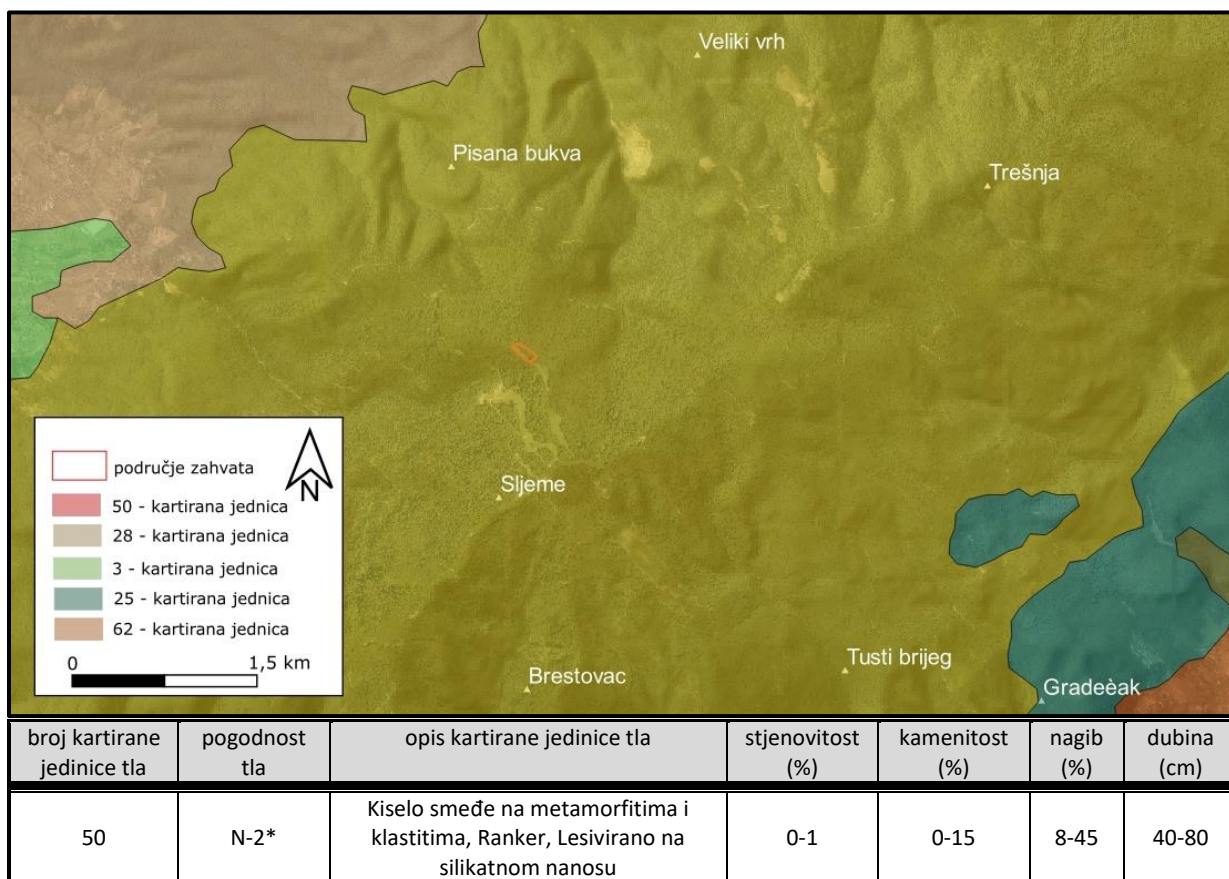 Veliki vrh
Pisana bukva
Trešnja
Sljeme
Brestovac
Tusti brijeg
Gradeèak
N
područje zahvata
50 - kartirana jednica
28 - kartirana jednica
3 - kartirana jednica
25 - kartirana jednica
62 - kartirana jednica
0 1,5 km
broj kartirane pogodnost opis kartirane jedinice tla stjenovitost kamenitost nagib dubina
jedinice tla tla (%) (%) (%) (cm)
Kiselo smeđe na metamorfitima i
50 N-2* klastitima, Ranker, Lesivirano na 0-1 0-15 8-45 40-80
silikatnom nanosu